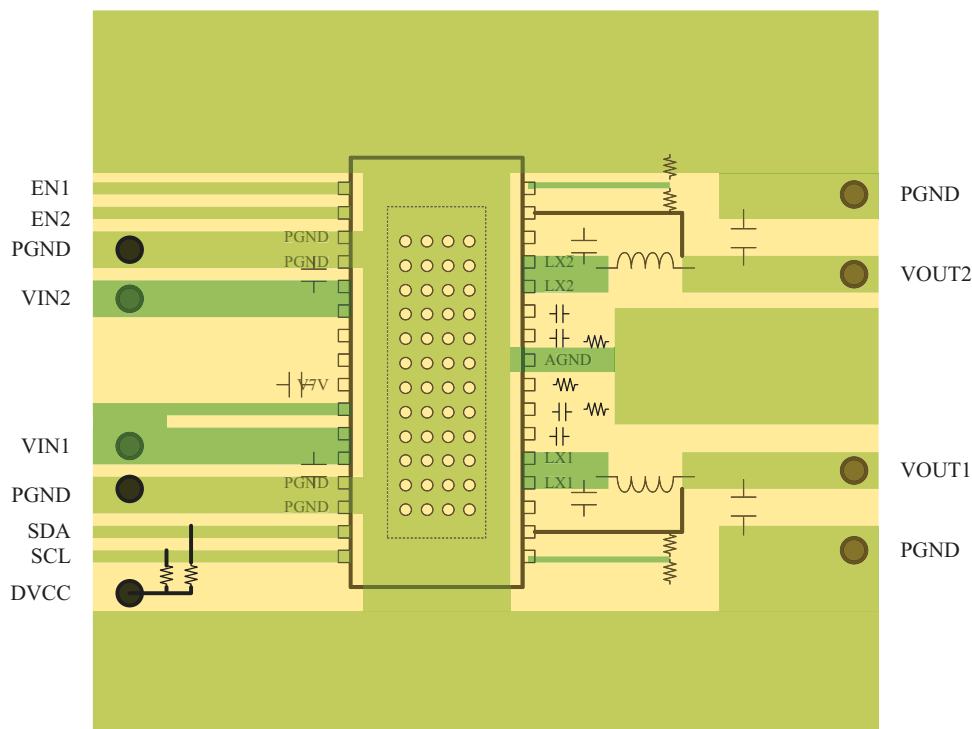 EN1
EN2
PGND
VIN2
VIN1
PGND
SDA
SCL
DVCC
PGND
PGND
V7V
PGND
PGND
LX2
LX2
AGND
LX1
LX1
PGND
VOUT2
VOUT1
PGND